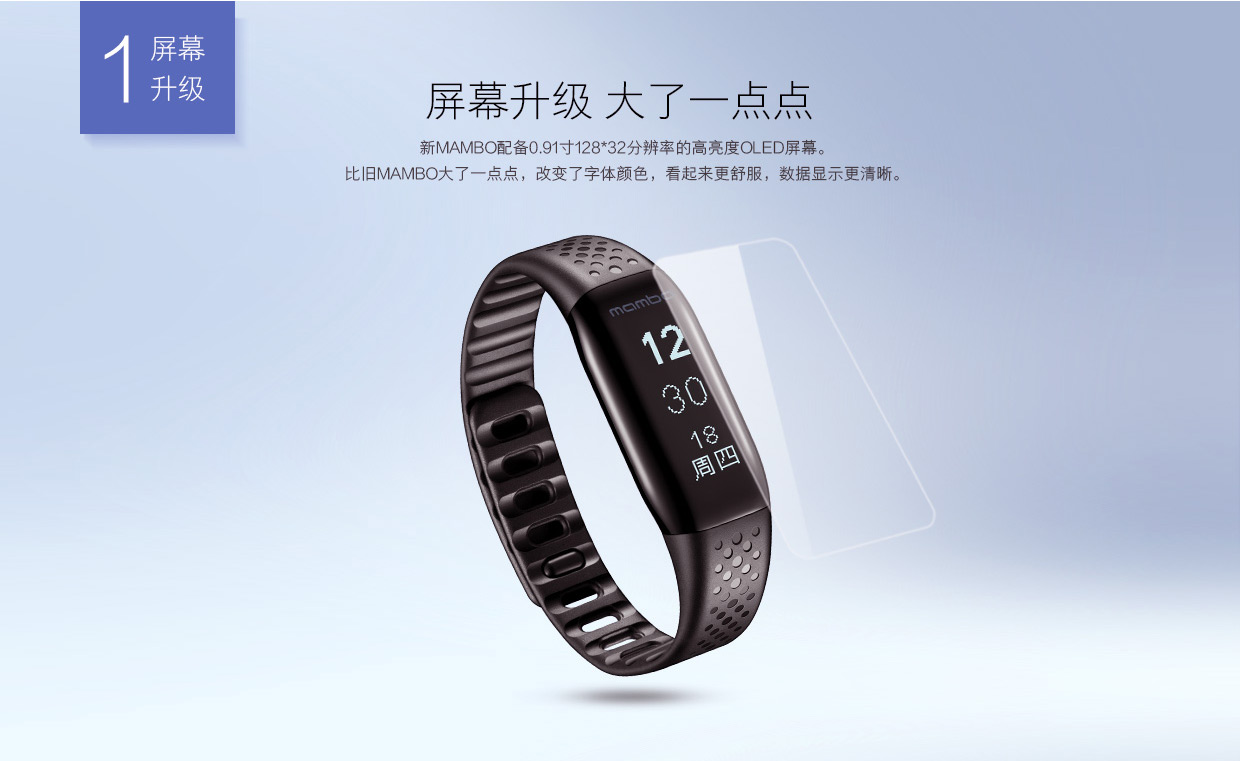 1
屏幕
升级
屏幕升级 大了一点点
新MAMBO配备0.91寸128*32分辨率的高亮度OLED屏幕。
比旧MAMBO大了一点点，改变了字体颜色，看起来更舒服，数据显示更清晰。
mambo
12
30
18
周四